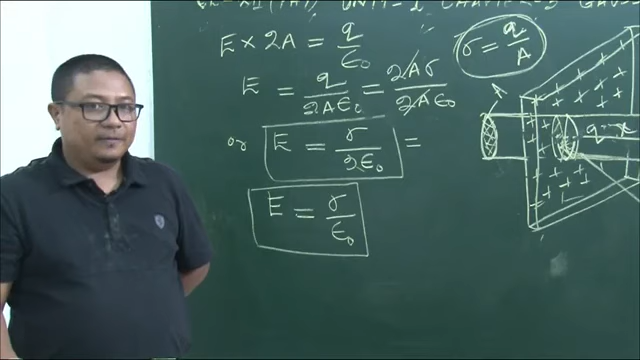 UNIT-1 CHAPTER-3 GAUSS
E × 2A = q/ε₀
σ = q/A
E = q/2Aε₀ = 2Aσ/2Aε₀
A
or E = σ/2ε₀ =
E = σ/ε₀